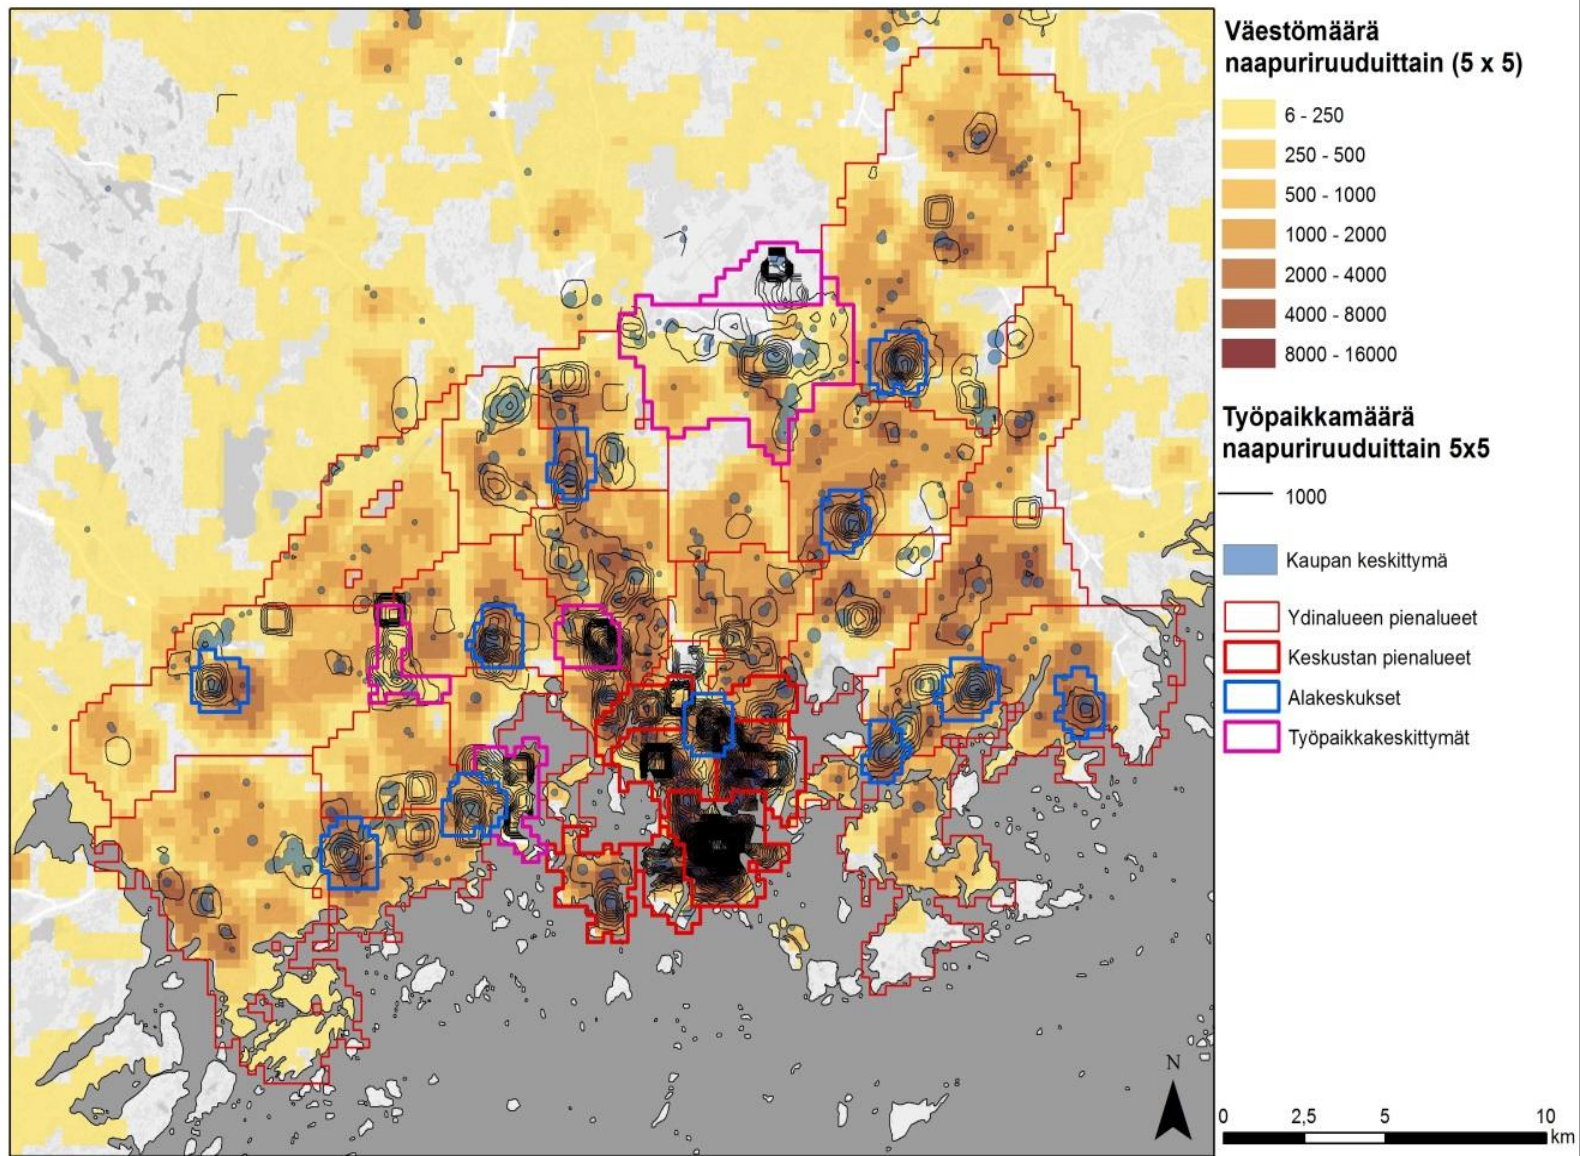 Väestömäärä
naapuriruuduittain (5 x 5)
6 - 250
250 - 500
500 - 1000
1000 - 2000
2000 - 4000
4000 - 8000
8000 - 16000
Työpaikkamäärä
naapuriruuduittain 5x5
1000
Kaupan keskittymä
Ydinalueen pienalueet
Keskustan pienalueet
Alakeskukset
Työpaikkakeskittymät
N
0 2,5 5 10
km